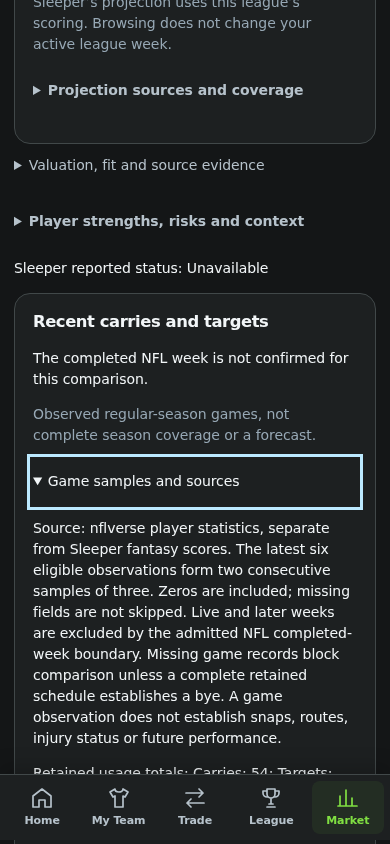 Sleeper's projection uses this league's
scoring. Browsing does not change your
active league week.
Projection sources and coverage
Valuation, fit and source evidence
Player strengths, risks and context
Sleeper reported status: Unavailable
Recent carries and targets
The completed NFL week is not confirmed for
this comparison.
Observed regular-season games, not
complete season coverage or a forecast.
Game samples and sources
Source: nflverse player statistics, separate
from Sleeper fantasy scores. The latest six
eligible observations form two consecutive
samples of three. Zeros are included; missing
fields are not skipped. Live and later weeks
are excluded by the admitted NFL completed-
week boundary. Missing game records block
comparison unless a complete retained
schedule establishes a bye. A game
observation does not establish snaps, routes,
injury status or future performance.
Retained usage totals: Carries: 54; Targets:
Home
My Team
Trade
League
Market